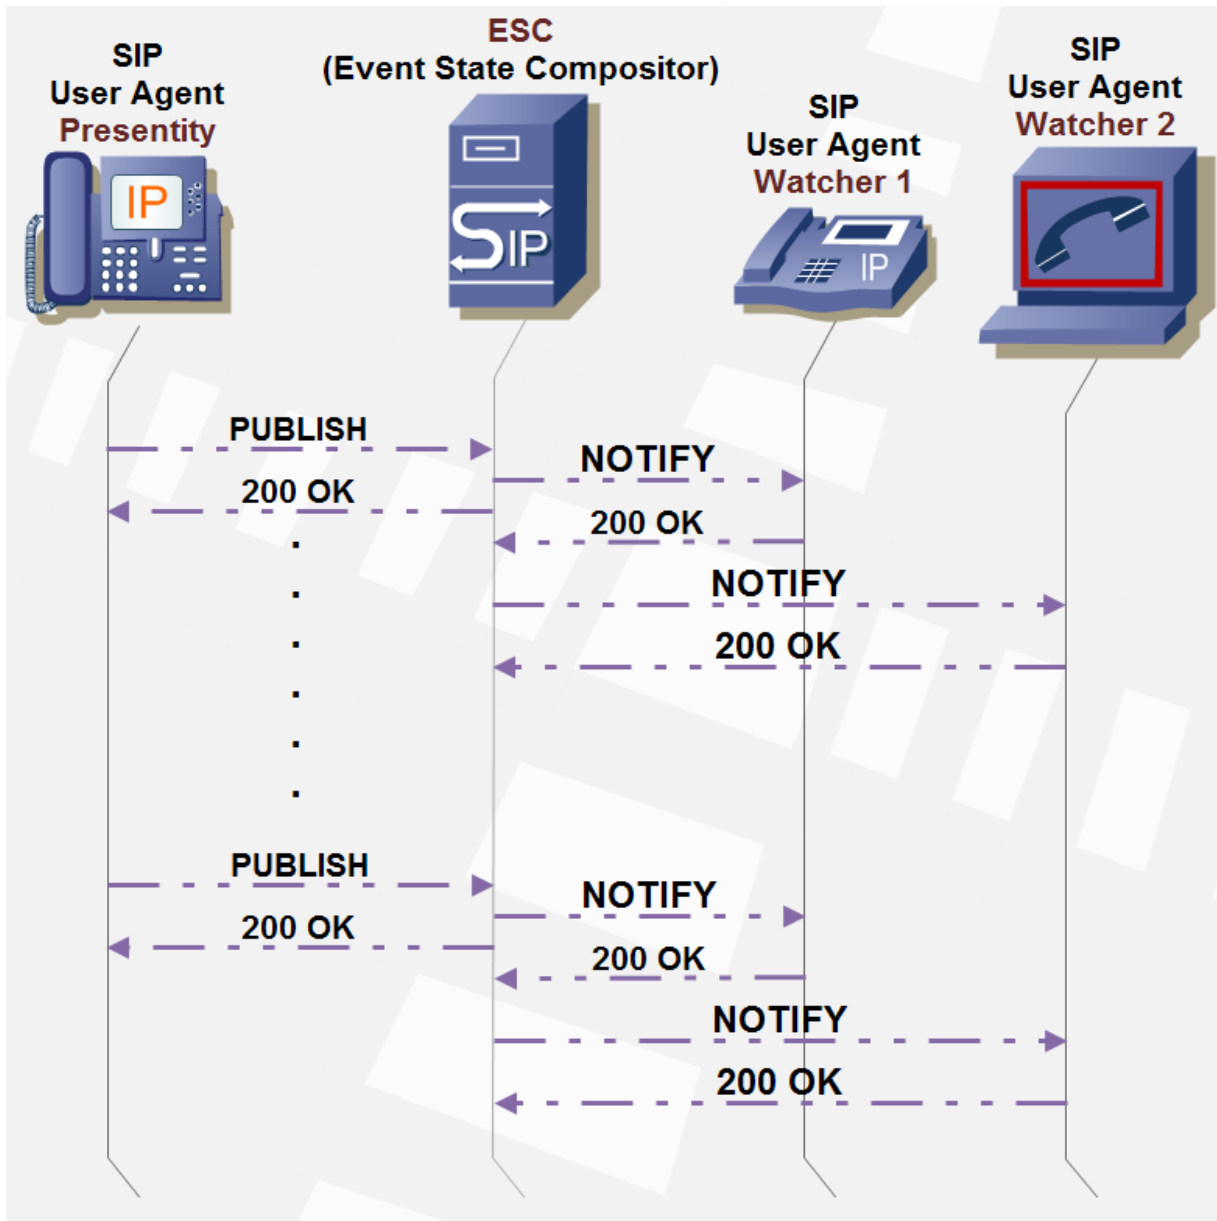 SIP
User Agent
Presentity
ESC
(Event State Compositor)
SIP
User Agent
Watcher 1
SIP
User Agent
Watcher 2
IP
SIP
IP
PUBLISH
NOTIFY
200 OK
200 OK
NOTIFY
200 OK
PUBLISH
NOTIFY
200 OK
200 OK
NOTIFY
200 OK